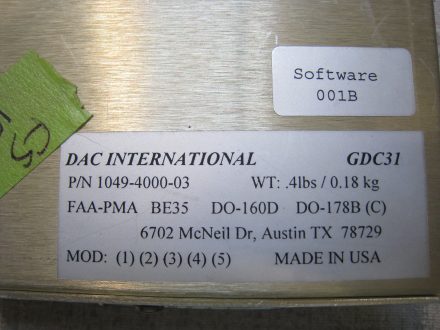 Software
001B
DAC INTERNATIONAL GDC31
P/N 1049-4000-03 WT: .4lbs / 0.18 kg
FAA-PMA BE35 DO-160D DO-178B (C)
6702 McNeil Dr, Austin TX 78729
MOD: (1) (2) (3) (4) (5) MADE IN USA